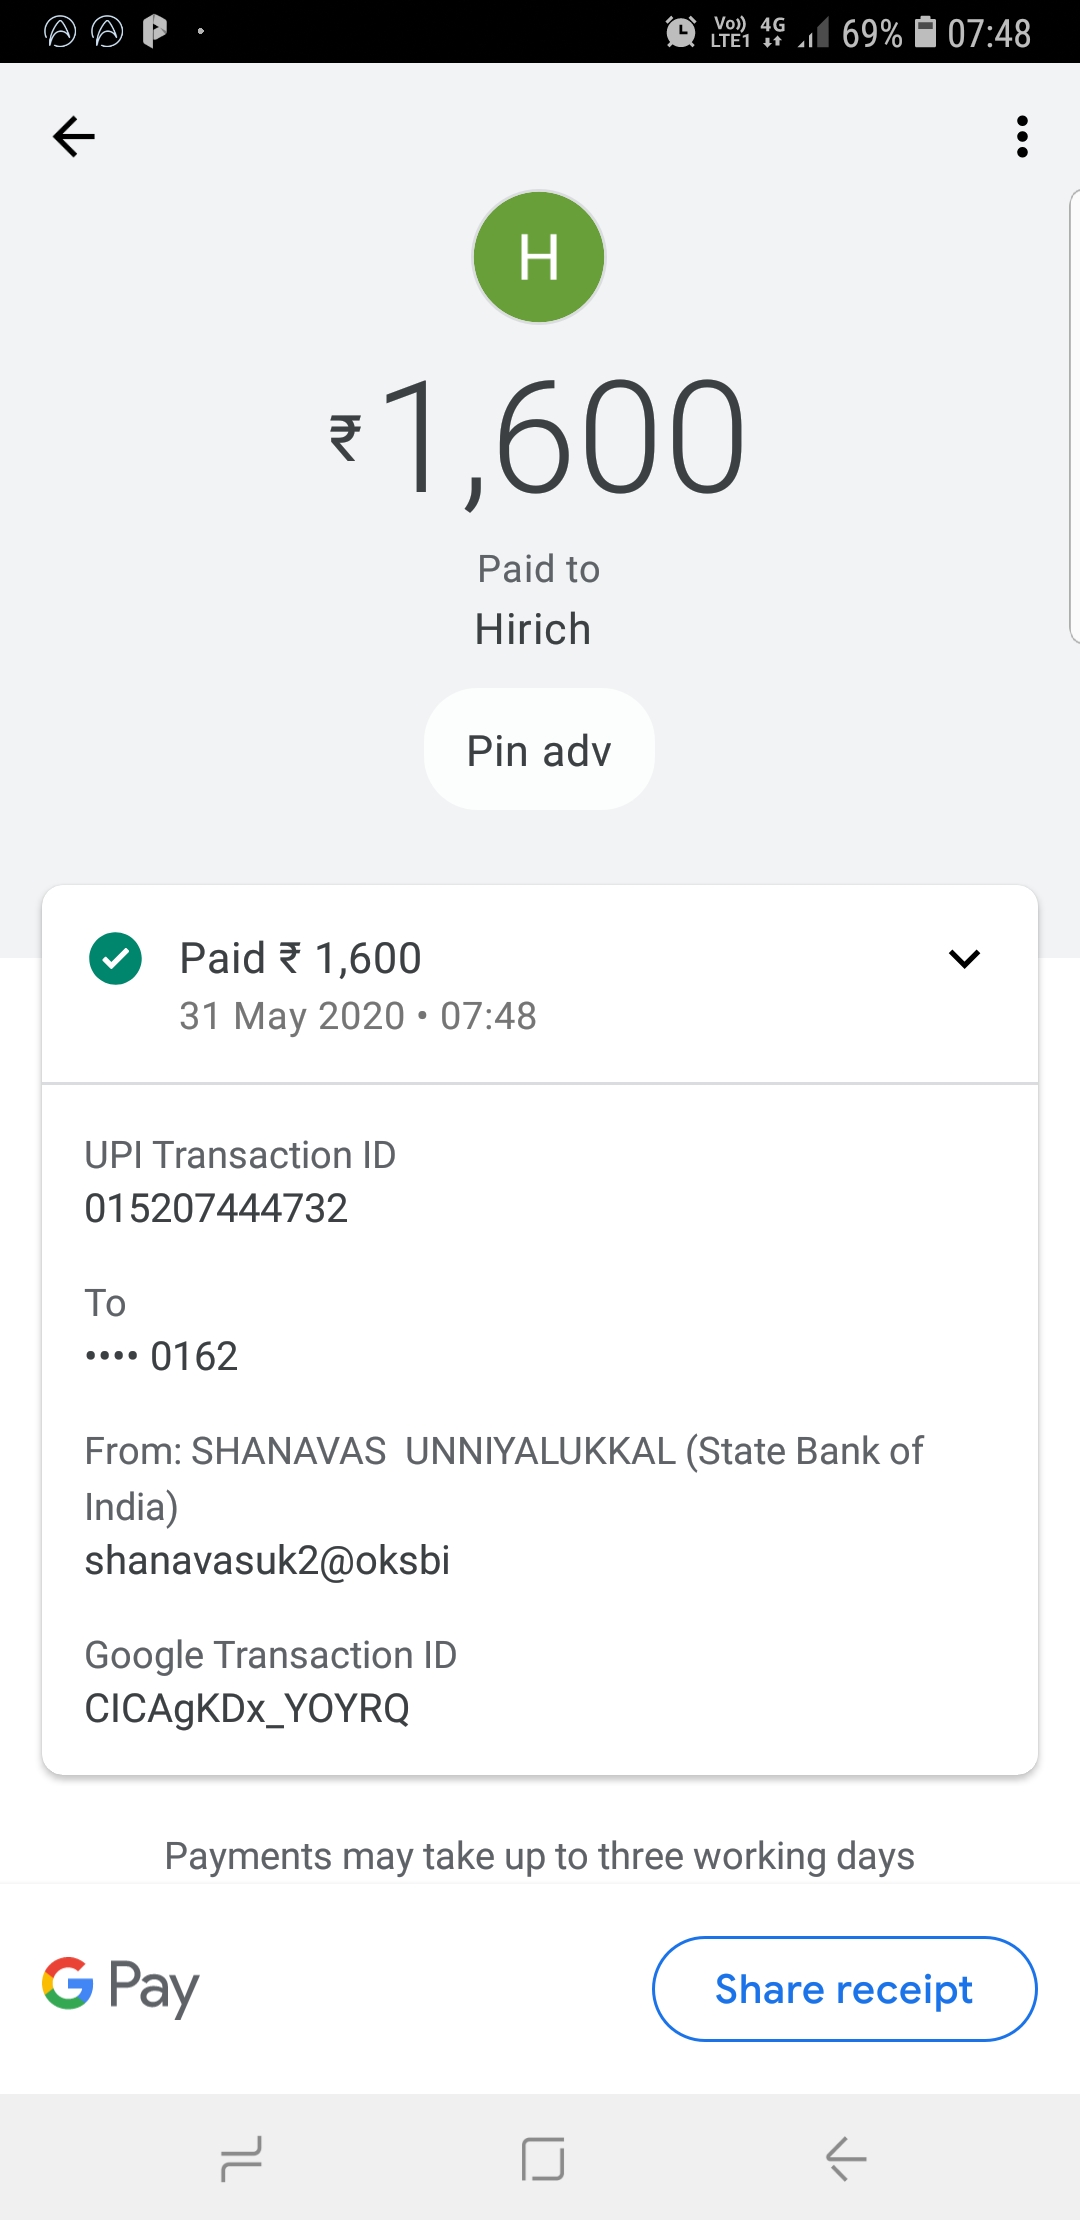 Vo)) LTE1 4G 69% 07:48
H
₹1,600
Paid to
Hirich
Pin adv
Paid ₹ 1,600
31 May 2020 • 07:48
UPI Transaction ID
015207444732
To
•••• 0162
From: SHANAVAS  UNNIYALUKKAL (State Bank of
India)
shanavasuk2@oksbi
Google Transaction ID
CICAgKDx_YOYRQ
Payments may take up to three working days
G Pay
Share receipt